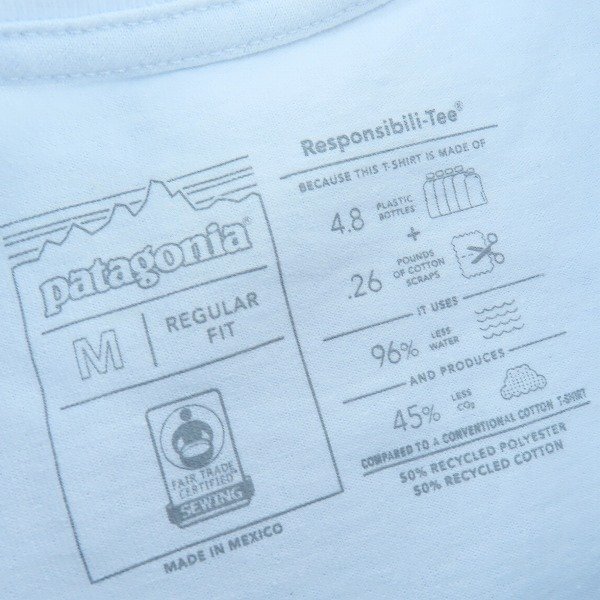 patagonia®
M
REGULAR
FIT
FAIR TRADE
CERTIFIED
SEWING
MADE IN MEXICO
Responsibili-Tee®
BECAUSE THIS T-SHIRT IS MADE OF
4.8 PLASTIC
BOTTLES
+
.26 POUNDS
OF COTTON
SCRAPS
IT USES
96% LESS
WATER
AND PRODUCES
45% LESS
CO₂
COMPARED TO A CONVENTIONAL COTTON T-SHIRT
50% RECYCLED POLYESTER
50% RECYCLED COTTON